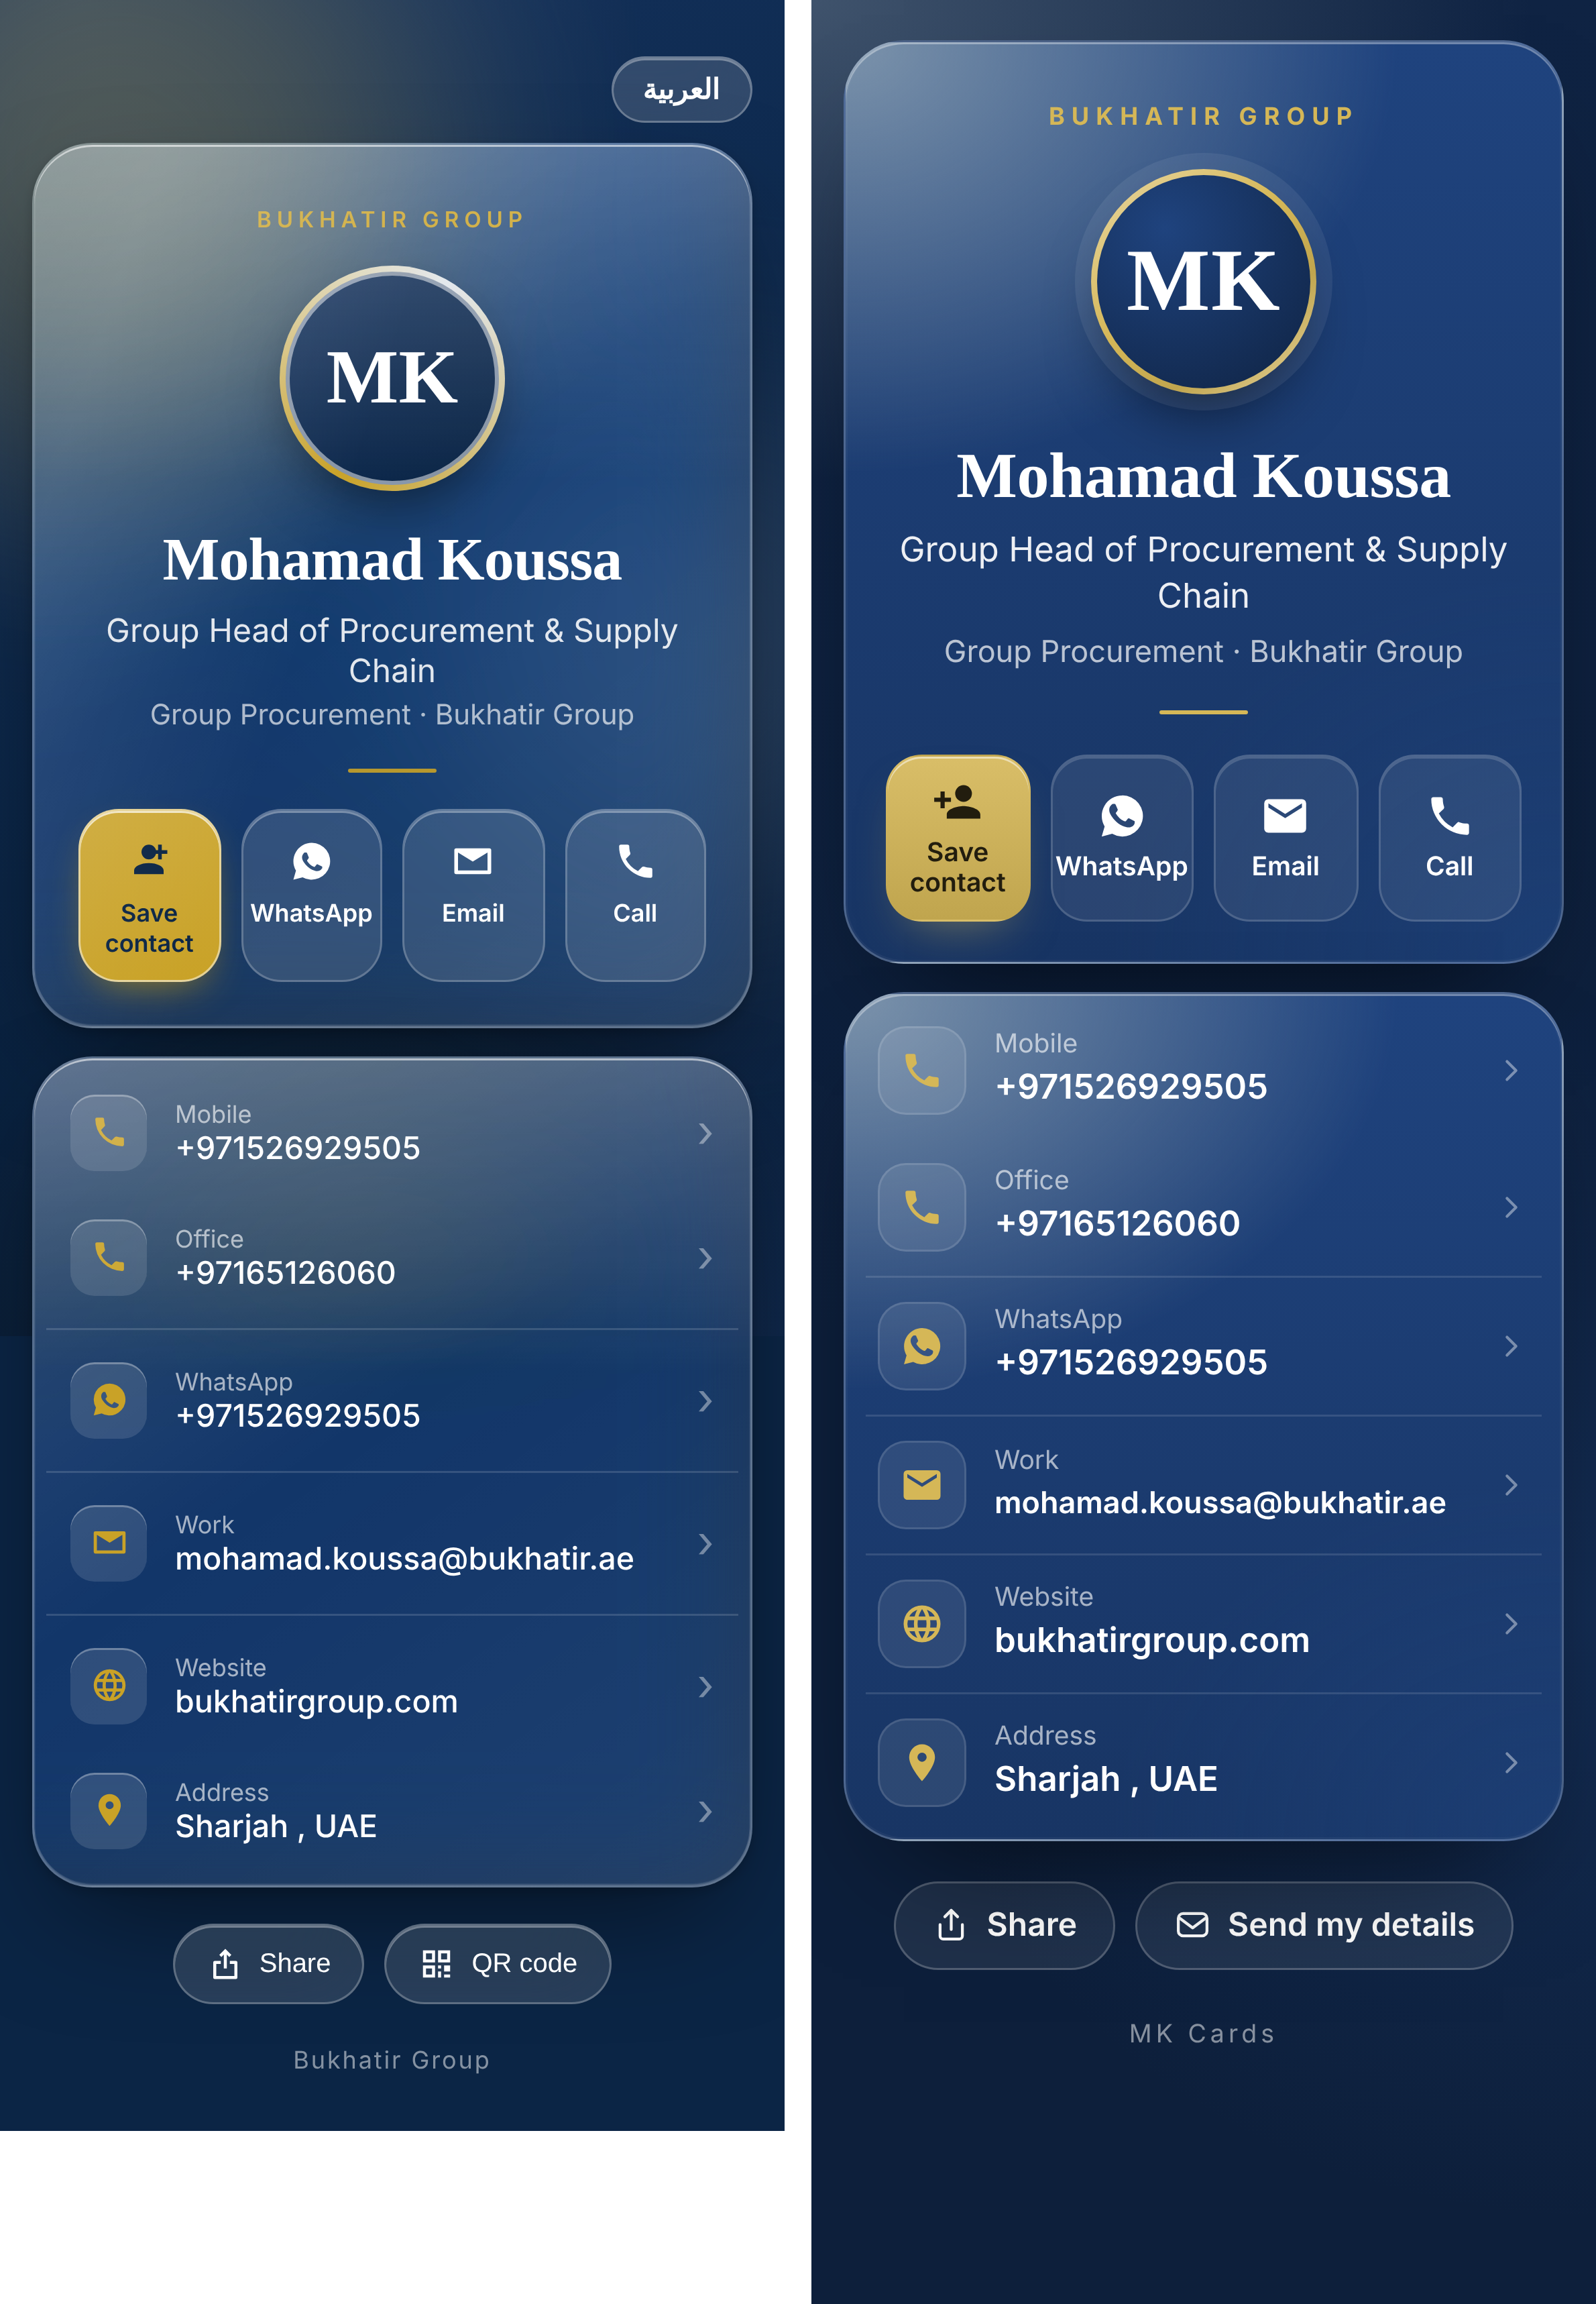 العربية
BUKHATIR GROUP
MK
Mohamad Koussa
Group Head of Procurement & Supply
Chain
Group Procurement · Bukhatir Group
Save
contact
WhatsApp
Email
Call
Mobile
+971526929505
Office
+97165126060
WhatsApp
+971526929505
Work
mohamad.koussa@bukhatir.ae
Website
bukhatirgroup.com
Address
Sharjah , UAE
Share
QR code
Bukhatir Group
BUKHATIR GROUP
MK
Mohamad Koussa
Group Head of Procurement & Supply
Chain
Group Procurement · Bukhatir Group
Save
contact
WhatsApp
Email
Call
Mobile
+971526929505
Office
+97165126060
WhatsApp
+971526929505
Work
mohamad.koussa@bukhatir.ae
Website
bukhatirgroup.com
Address
Sharjah , UAE
Share
Send my details
MK Cards